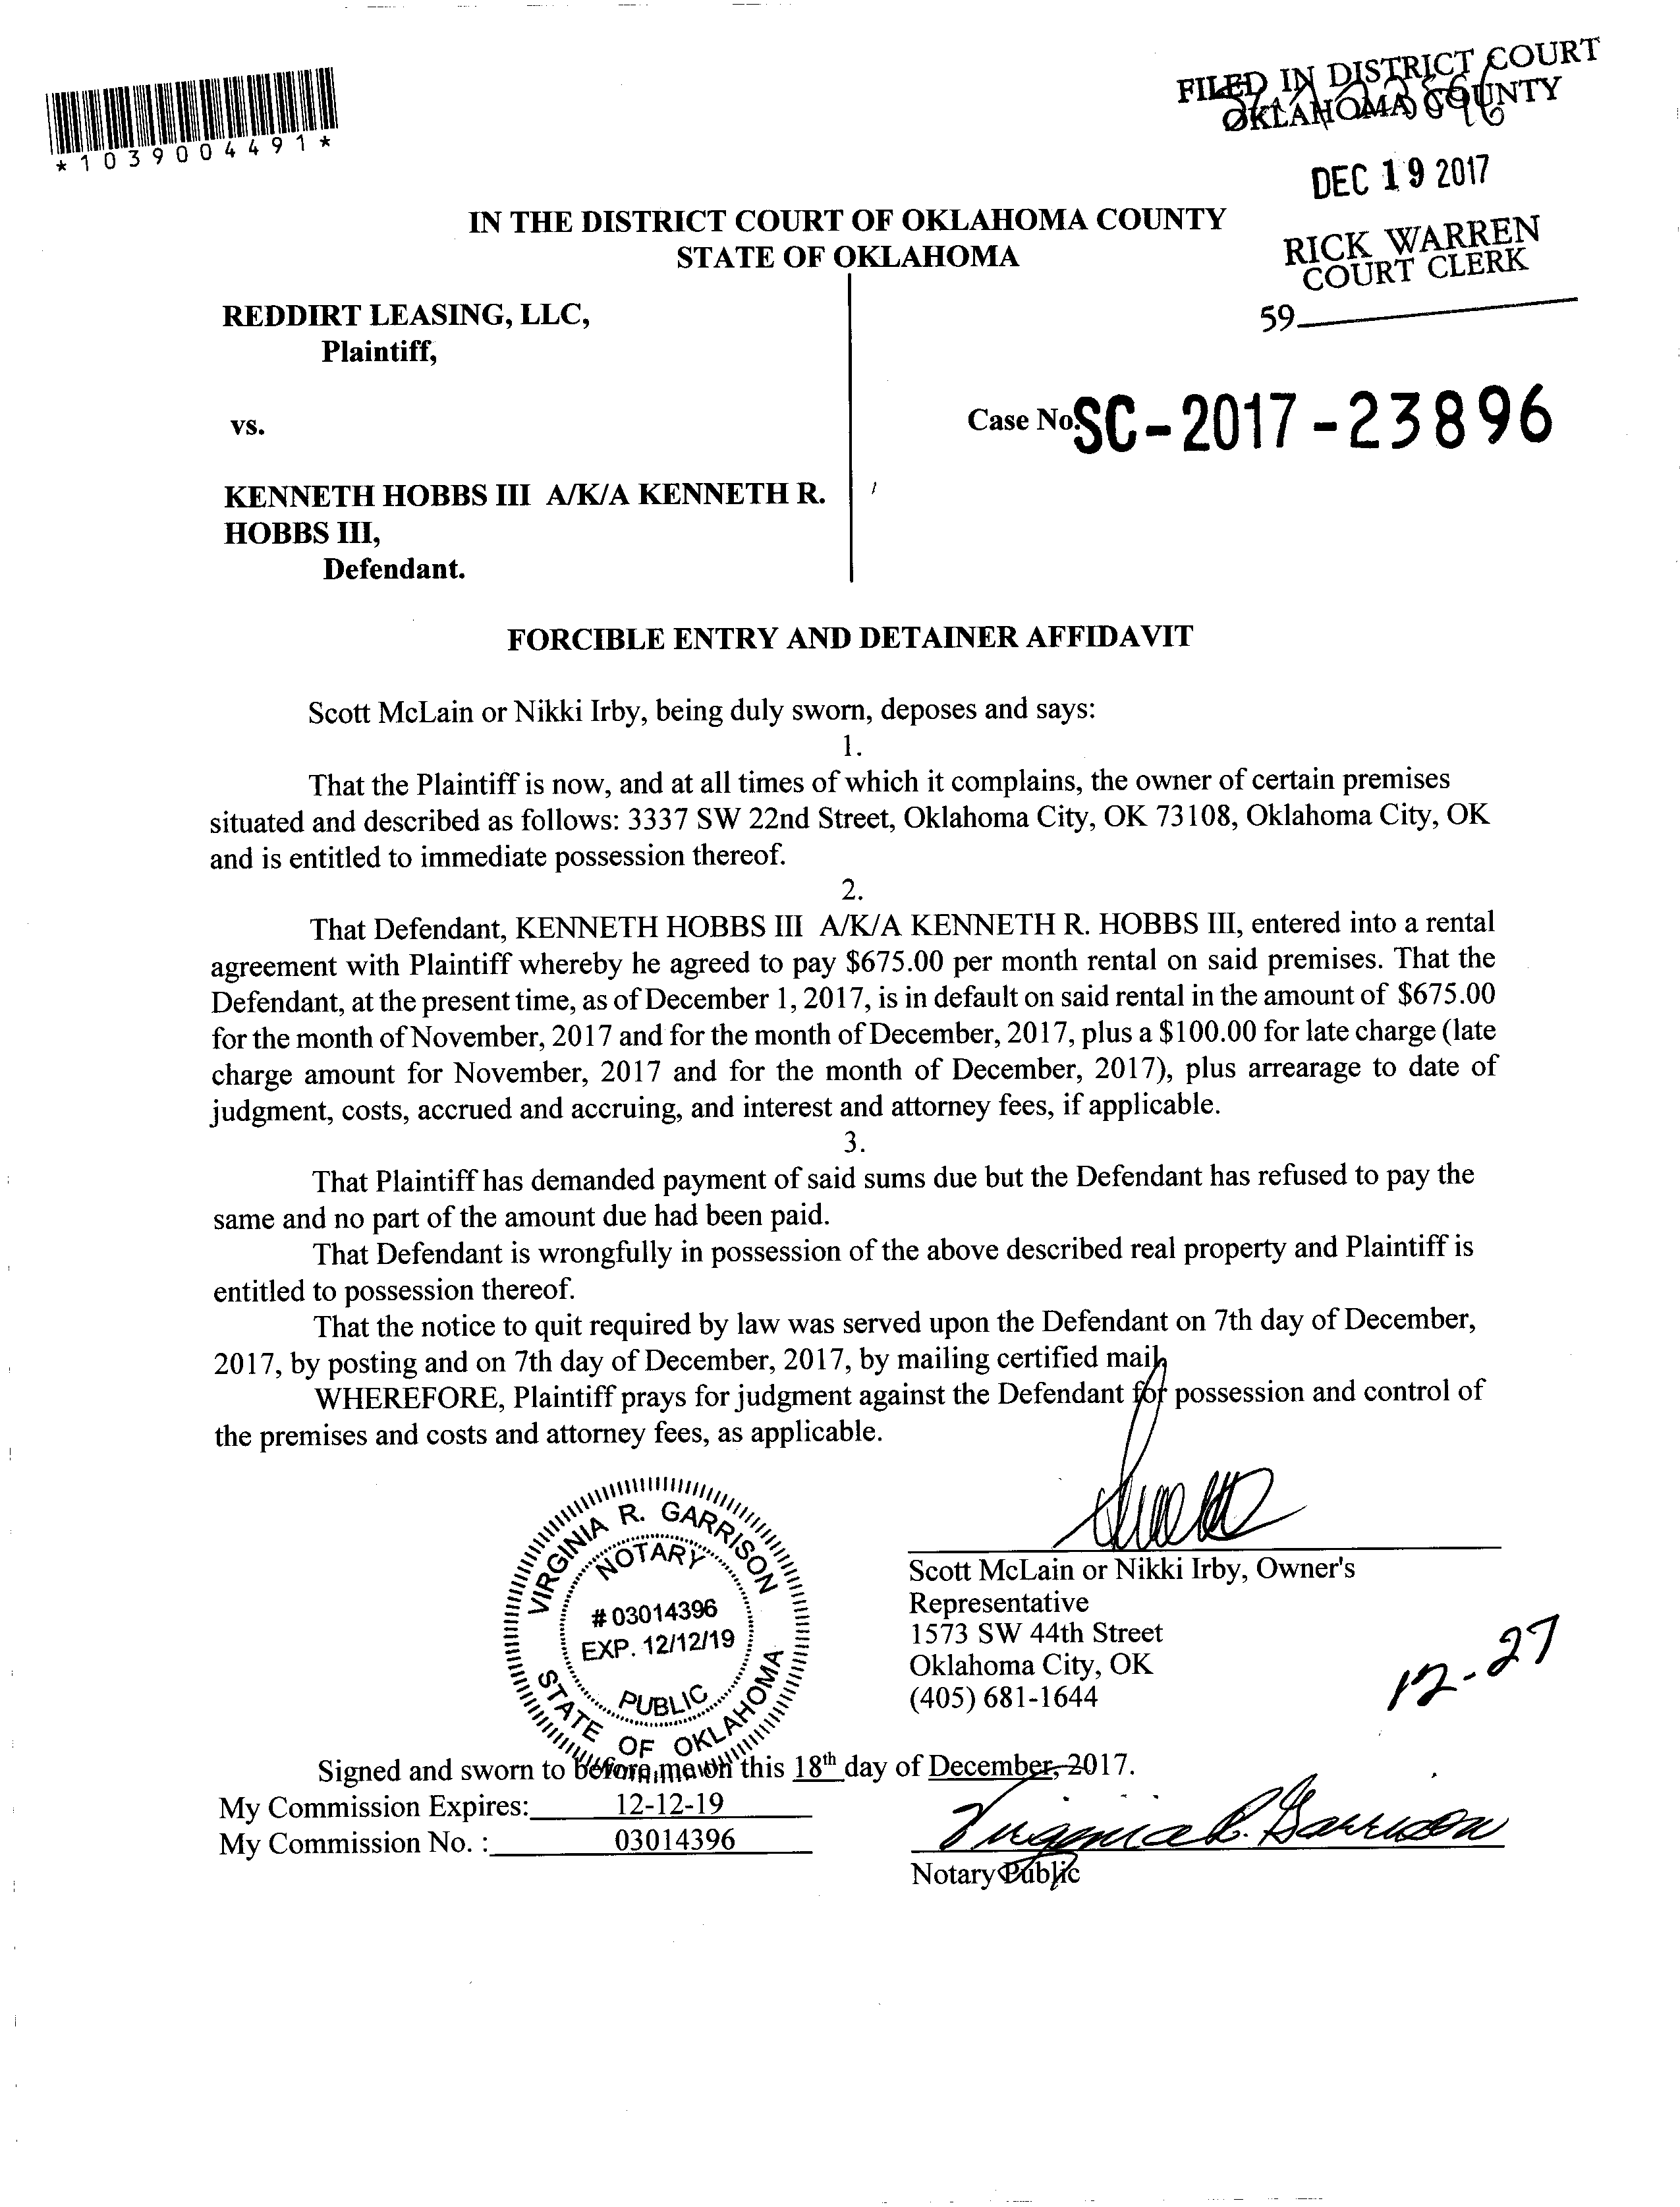 FILED IN DISTRICT COURT
OKLAHOMA COUNTY
*1039004491*
DEC 19 2017
IN THE DISTRICT COURT OF OKLAHOMA COUNTY
STATE OF OKLAHOMA
RICK WARREN
COURT CLERK
59
REDDIRT LEASING, LLC,
Plaintiff,
vs.
Case No. SC-2017-23896
KENNETH HOBBS III A/K/A KENNETH R.
HOBBS III,
Defendant.
FORCIBLE ENTRY AND DETAINER AFFIDAVIT
Scott McLain or Nikki Irby, being duly sworn, deposes and says:
1.
That the Plaintiff is now, and at all times of which it complains, the owner of certain premises
situated and described as follows: 3337 SW 22nd Street, Oklahoma City, OK 73108, Oklahoma City, OK
and is entitled to immediate possession thereof.
2.
That Defendant, KENNETH HOBBS III A/K/A KENNETH R. HOBBS III, entered into a rental
agreement with Plaintiff whereby he agreed to pay $675.00 per month rental on said premises. That the
Defendant, at the present time, as of December 1, 2017, is in default on said rental in the amount of $675.00
for the month of November, 2017 and for the month of December, 2017, plus a $100.00 for late charge (late
charge amount for November, 2017 and for the month of December, 2017), plus arrearage to date of
judgment, costs, accrued and accruing, and interest and attorney fees, if applicable.
3.
That Plaintiff has demanded payment of said sums due but the Defendant has refused to pay the
same and no part of the amount due had been paid.
That Defendant is wrongfully in possession of the above described real property and Plaintiff is
entitled to possession thereof.
That the notice to quit required by law was served upon the Defendant on 7th day of December,
2017, by posting and on 7th day of December, 2017, by mailing certified mail.
WHEREFORE, Plaintiff prays for judgment against the Defendant for possession and control of
the premises and costs and attorney fees, as applicable.
VIRGINIA R. GARRISON
NOTARY
# 03014396
EXP. 12/12/19
PUBLIC
STATE OF OKLAHOMA
Scott McLain or Nikki Irby, Owner's
Representative
1573 SW 44th Street
Oklahoma City, OK
(405) 681-1644
12-27
Signed and sworn to before me on this 18th day of December, 2017.
My Commission Expires: 12-12-19
My Commission No. : 03014396
Virginia R. Garrison
Notary Public